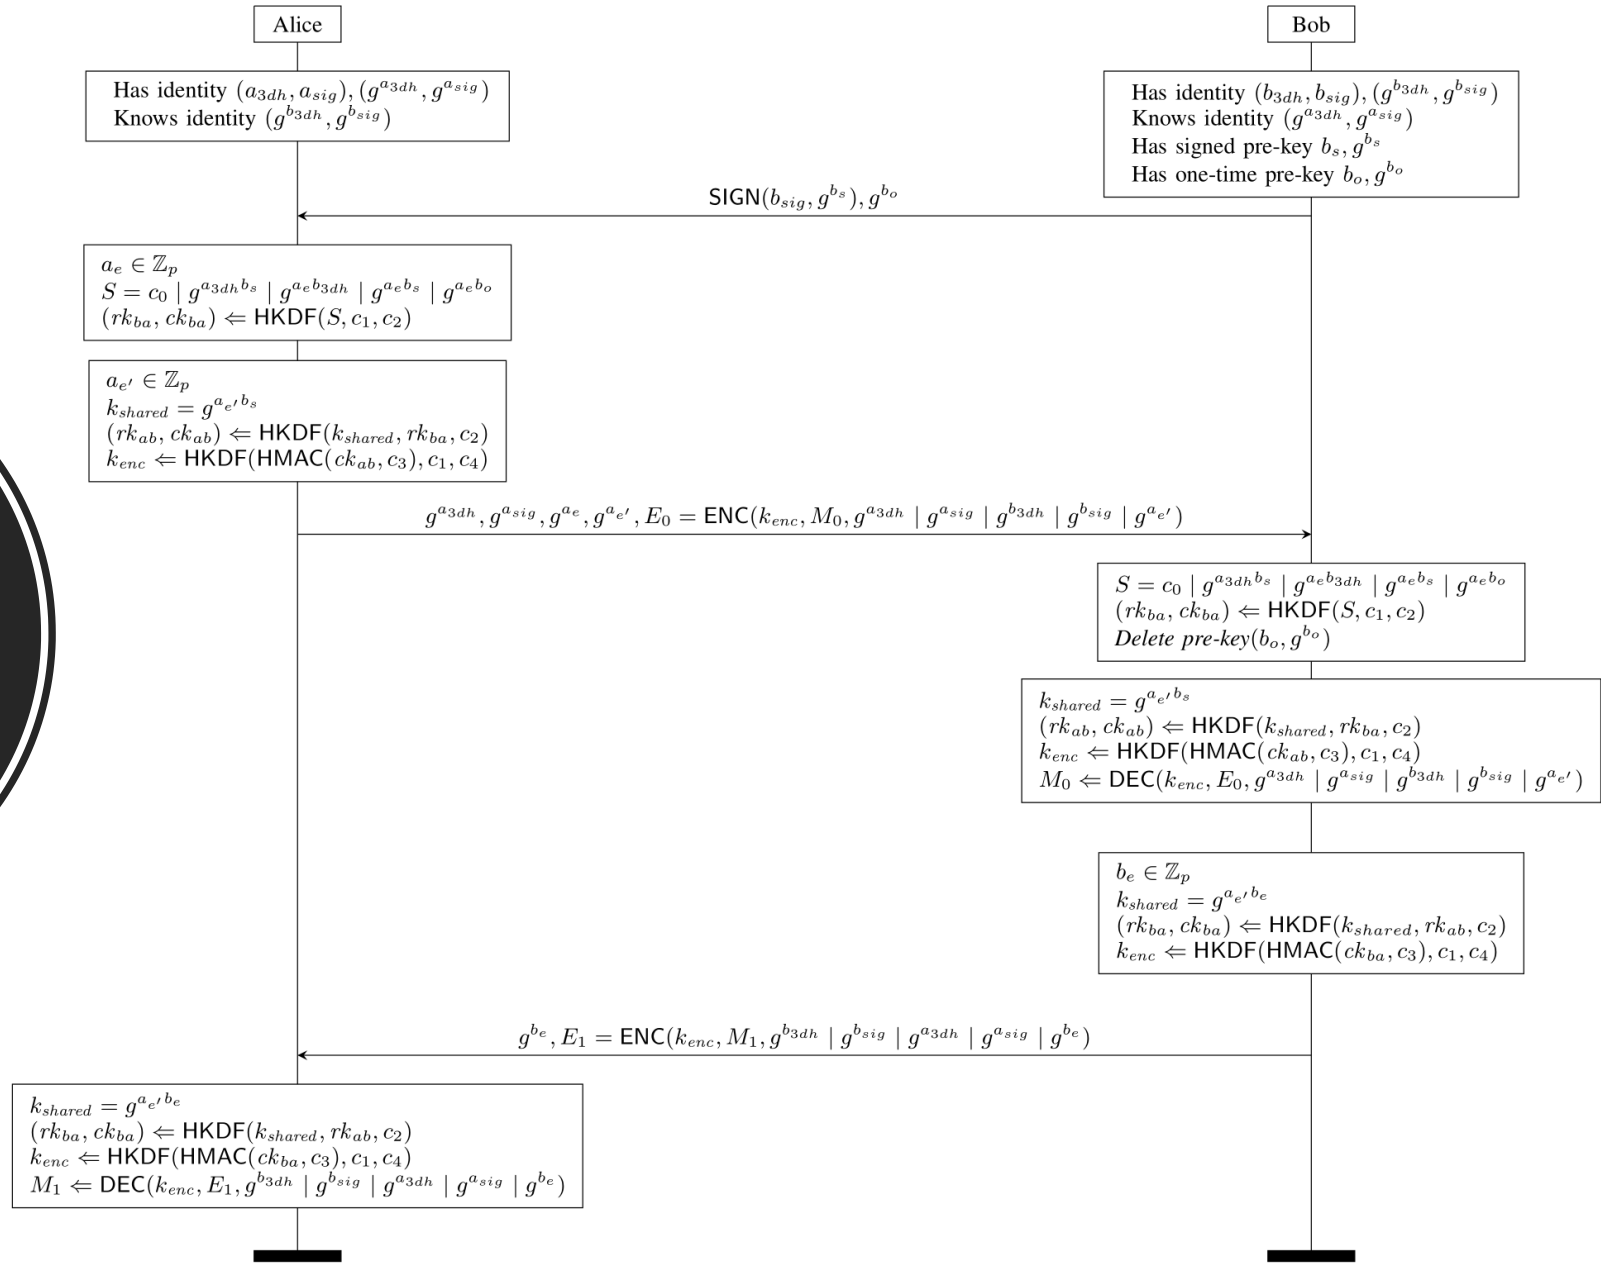 Alice
Bob
Has identity (a_{3dh}, a_{sig}), (g^{a_{3dh}}, g^{a_{sig}})
Knows identity (g^{b_{3dh}}, g^{b_{sig}})
Has identity (b_{3dh}, b_{sig}), (g^{b_{3dh}}, g^{b_{sig}})
Knows identity (g^{a_{3dh}}, g^{a_{sig}})
Has signed pre-key b_s, g^{b_s}
Has one-time pre-key b_o, g^{b_o}
SIGN(b_{sig}, g^{b_s}), g^{b_o}
a_e ∈ ℤ_p
S = c_0 | g^{a_{3dh}b_s} | g^{a_e b_{3dh}} | g^{a_e b_s} | g^{a_e b_o}
(rk_{ba}, ck_{ba}) ⇐ HKDF(S, c_1, c_2)
a_{e'} ∈ ℤ_p
k_{shared} = g^{a_{e'} b_s}
(rk_{ab}, ck_{ab}) ⇐ HKDF(k_{shared}, rk_{ba}, c_2)
k_{enc} ⇐ HKDF(HMAC(ck_{ab}, c_3), c_1, c_4)
g^{a_{3dh}}, g^{a_{sig}}, g^{a_e}, g^{a_{e'}}, E_0 = ENC(k_{enc}, M_0, g^{a_{3dh}} | g^{a_{sig}} | g^{b_{3dh}} | g^{b_{sig}} | g^{a_{e'}})
S = c_0 | g^{a_{3dh}b_s} | g^{a_e b_{3dh}} | g^{a_e b_s} | g^{a_e b_o}
(rk_{ba}, ck_{ba}) ⇐ HKDF(S, c_1, c_2)
Delete pre-key(b_o, g^{b_o})
k_{shared} = g^{a_{e'} b_s}
(rk_{ab}, ck_{ab}) ⇐ HKDF(k_{shared}, rk_{ba}, c_2)
k_{enc} ⇐ HKDF(HMAC(ck_{ab}, c_3), c_1, c_4)
M_0 ⇐ DEC(k_{enc}, E_0, g^{a_{3dh}} | g^{a_{sig}} | g^{b_{3dh}} | g^{b_{sig}} | g^{a_{e'}})
b_e ∈ ℤ_p
k_{shared} = g^{a_{e'} b_e}
(rk_{ba}, ck_{ba}) ⇐ HKDF(k_{shared}, rk_{ab}, c_2)
k_{enc} ⇐ HKDF(HMAC(ck_{ba}, c_3), c_1, c_4)
g^{b_e}, E_1 = ENC(k_{enc}, M_1, g^{b_{3dh}} | g^{b_{sig}} | g^{a_{3dh}} | g^{a_{sig}} | g^{b_e})
k_{shared} = g^{a_{e'} b_e}
(rk_{ba}, ck_{ba}) ⇐ HKDF(k_{shared}, rk_{ab}, c_2)
k_{enc} ⇐ HKDF(HMAC(ck_{ba}, c_3), c_1, c_4)
M_1 ⇐ DEC(k_{enc}, E_1, g^{b_{3dh}} | g^{b_{sig}} | g^{a_{3dh}} | g^{a_{sig}} | g^{b_e})